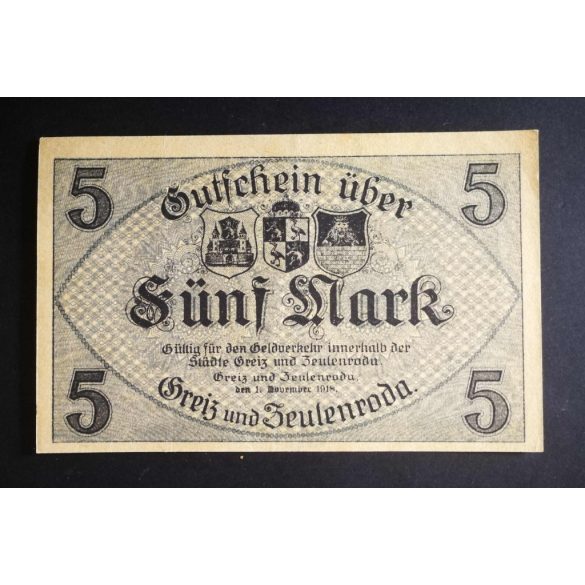 5 5
Gutschein über
Fünf Mark
Gültig für den Geldverkehr innerhalb der
Städte Greiz und Zeulenroda.
Greiz und Zeulenroda,
den 1. November 1918.
Greiz und Zeulenroda.
5 5